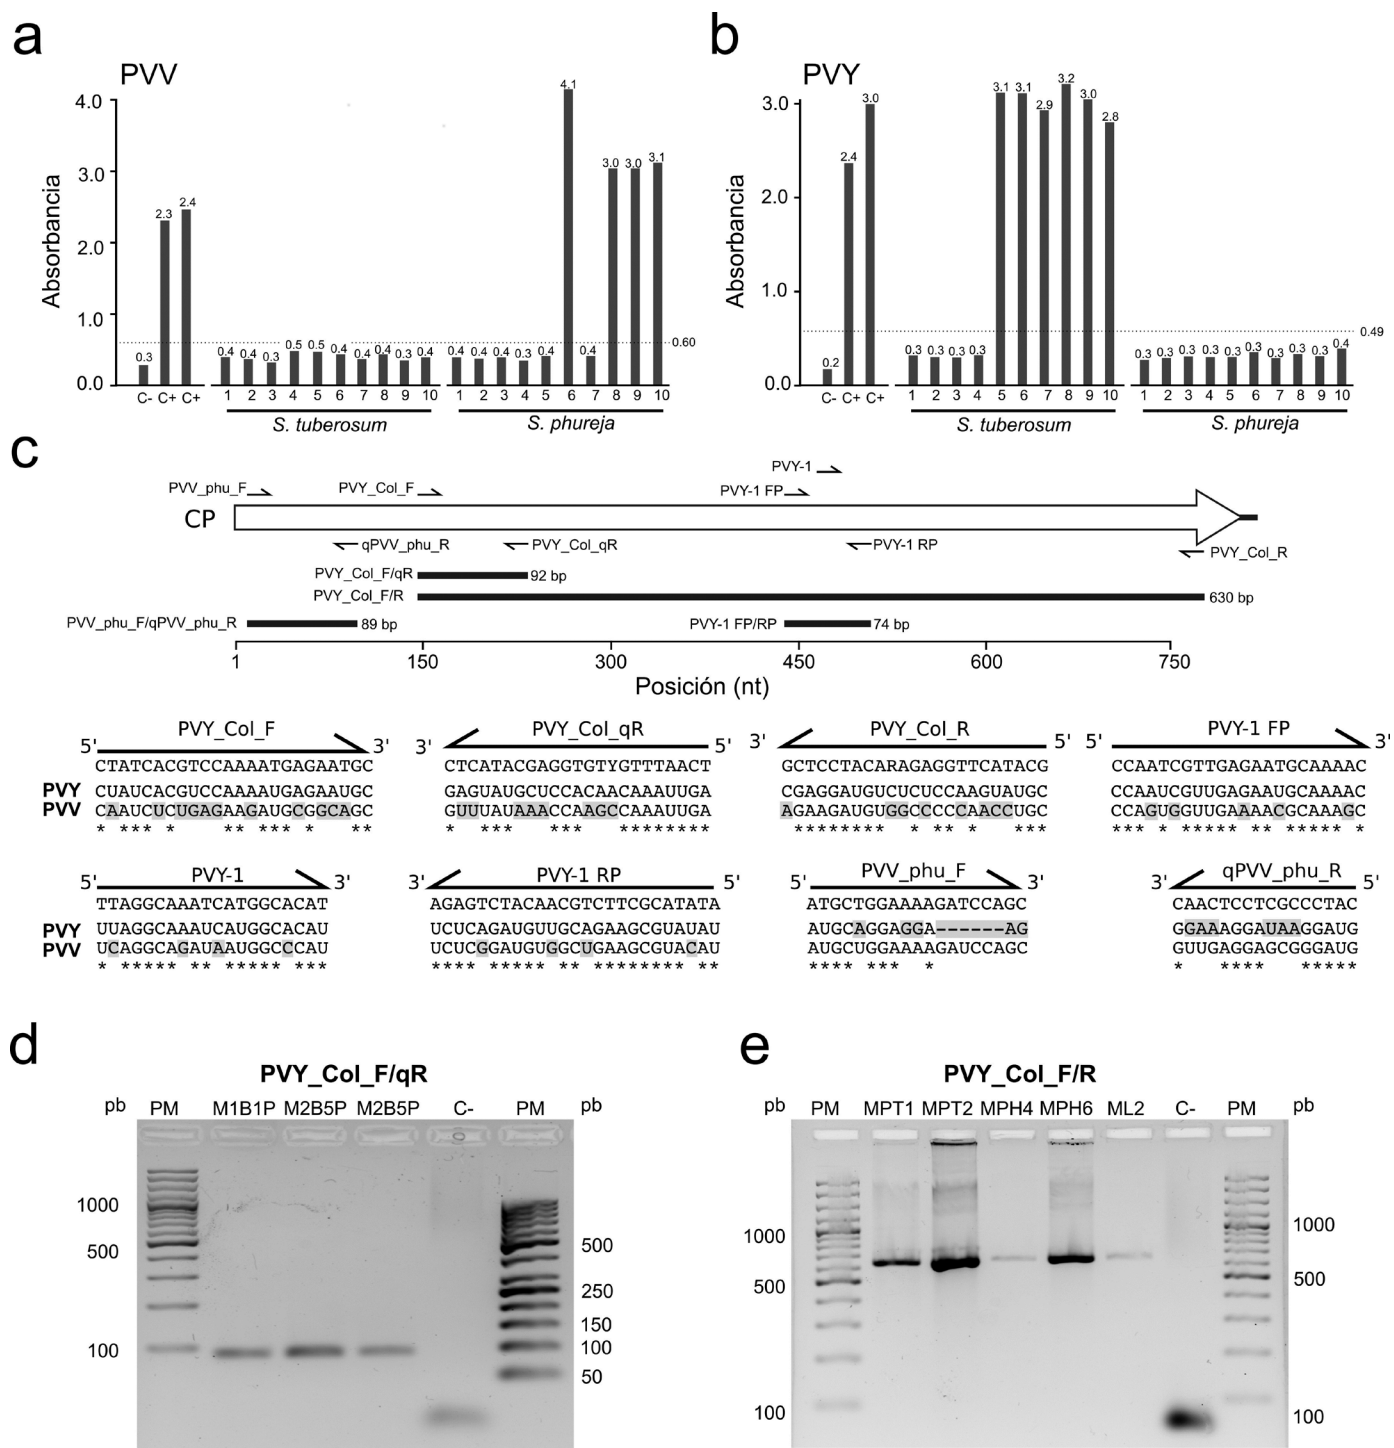 a
PVV
Absorbancia
4.0
3.0
2.0
1.0
0.0
0.3 2.3 2.4
0.4 0.4 0.3 0.5 0.5 0.4 0.4 0.4 0.3 0.4
0.4 0.4 0.4 0.3 0.4 4.1 0.4 3.0 3.0 3.1
0.60
C- C+ C+ 1 2 3 4 5 6 7 8 9 10 1 2 3 4 5 6 7 8 9 10
S. tuberosum S. phureja
b
PVY
Absorbancia
3.0
2.0
1.0
0.0
0.2 2.4 3.0
0.3 0.3 0.3 0.3 3.1 3.1 2.9 3.2 3.0 2.8
0.3 0.3 0.3 0.3 0.3 0.3 0.3 0.3 0.3 0.4
0.49
C- C+ C+ 1 2 3 4 5 6 7 8 9 10 1 2 3 4 5 6 7 8 9 10
S. tuberosum S. phureja
c
PVY-1
PVV_phu_F PVY_Col_F PVY-1 FP
CP
qPVV_phu_R PVY_Col_qR PVY-1 RP PVY_Col_R
PVY_Col_F/qR 92 bp
PVY_Col_F/R 630 bp
PVV_phu_F/qPVV_phu_R 89 bp PVY-1 FP/RP 74 bp
1 150 300 450 600 750
Posición (nt)
PVY_Col_F PVY_Col_qR PVY_Col_R PVY-1 FP
5' 3' 3' 5' 3' 5' 5' 3'
CTATCACGTCCAAAATGAGAATGC CTCATACGAGGTGTYGTTTAACT GCTCCTACARAGAGGTTCATACG CCAATCGTTGAGAATGCAAAAC
PVY CUAUCACGUCCAAAAUGAGAAUGC GAGUAUGCUCCACAACAAAUUGA CGAGGAUGUCUCUCCAAGUAUGC CCAAUCGUUGAGAAUGCAAAAC
PVV CAAUCUCUGAGAAGAUGCGGCAGC GUUUAUAAACCAAGCCAAAUUGA AGAAGAUGUGGCCCCCAACCUGC CCAGUGGUUGAAAACGCAAAGC
* *** * ** ** * ** * ** *** *** ******* ******* * * * *** *** * **** ** *** **** *
PVY-1 PVY-1 RP PVV_phu_F qPVV_phu_R
5' 3' 3' 5' 5' 3' 3' 5'
TTAGGCAAATCATGGCACAT AGAGTCTACAACGTCTTCGCATATA ATGCTGGAAAAGATCCAGC CAACTCCTCGCCCTAC
PVY UUAGGCAAAUCAUGGCACAU UCUCAGAUGUUGCAGAAGCGUAUAU AUGCAGGAGGA------AG GGAAAGGAUAAGGAUG
PVV UCAGGCAGAUAAUGGCCCAU UCUCGGAUGUGGCUGAAGCGUACAU AUGCUGGAAAAGAUCCAGC GUUGAGGAGCGGGAUG
* ***** ** ***** *** **** ***** ** ********* ** **** *** * * **** *****
d
PVY_Col_F/qR
pb PM M1B1P M2B5P M2B5P C- PM pb
1000
500
100
500
250
150
100
50
e
PVY_Col_F/R
pb PM MPT1 MPT2 MPH4 MPH6 ML2 C- PM pb
1000
500
100
1000
500
100